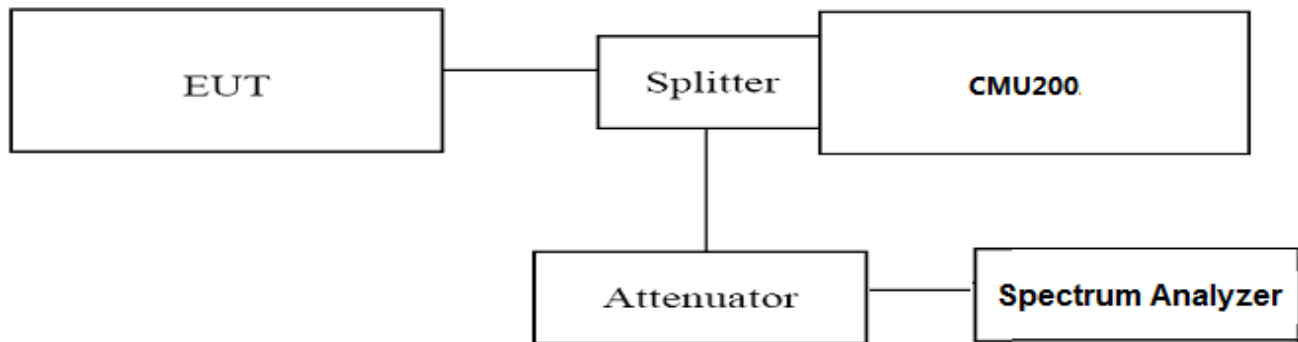 EUT
Splitter
CMU200
Attenuator
Spectrum Analyzer